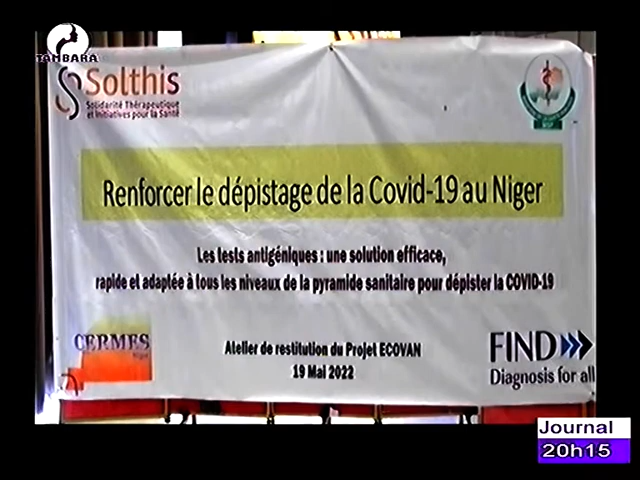 TAMBARA
Solthis
Solidarité Thérapeutique
et Initiatives pour la Santé
Renforcer le dépistage de la Covid-19 au Niger
Les tests antigéniques : une solution efficace,
rapide et adaptée à tous les niveaux de la pyramide sanitaire pour dépister la COVID-19
CERMES
Niger
Atelier de restitution du Projet ECOVAN
19 Mai 2022
FIND
Diagnosis for all
Journal
20h15